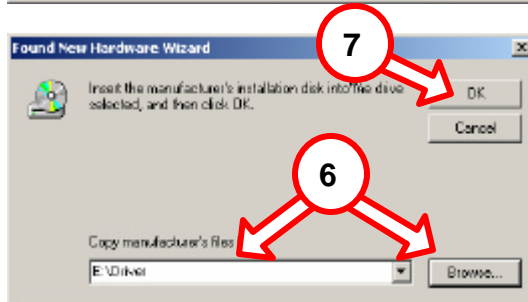 Found New Hardware Wizard
7
Insert the manufacturer's installation disk into the drive
selected, and then click OK.
OK
Cancel
6
Copy manufacturer's files
E:\Driver
Browse...